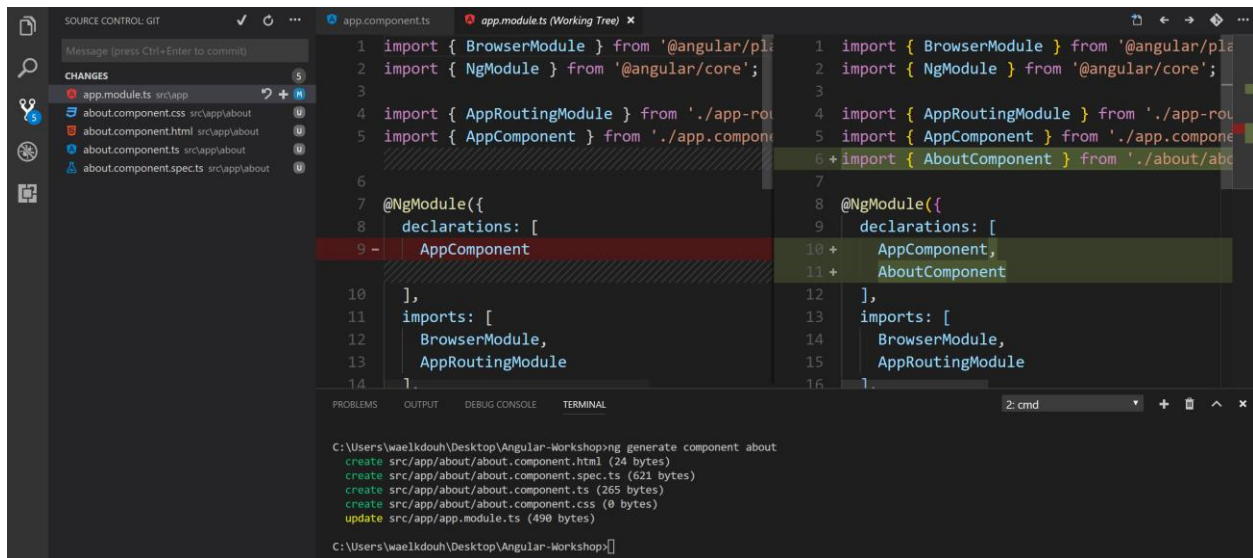 SOURCE CONTROL: GIT
Message (press Ctrl+Enter to commit)
CHANGES 5
app.module.ts src\app M
about.component.css src\app\about U
about.component.html src\app\about U
about.component.ts src\app\about U
about.component.spec.ts src\app\about U
5
app.component.ts app.module.ts (Working Tree)
1 import { BrowserModule } from '@angular/pla
2 import { NgModule } from '@angular/core';
3
4 import { AppRoutingModule } from './app-rou
5 import { AppComponent } from './app.compone
6
7 @NgModule({
8 declarations: [
9 - AppComponent
10 ],
11 imports: [
12 BrowserModule,
13 AppRoutingModule
14 ],
1 import { BrowserModule } from '@angular/pla
2 import { NgModule } from '@angular/core';
3
4 import { AppRoutingModule } from './app-rou
5 import { AppComponent } from './app.compone
6 + import { AboutComponent } from './about/abo
7
8 @NgModule({
9 declarations: [
10 + AppComponent,
11 + AboutComponent
12 ],
13 imports: [
14 BrowserModule,
15 AppRoutingModule
16 ],
PROBLEMS OUTPUT DEBUG CONSOLE TERMINAL 2: cmd
C:\Users\waelkdouh\Desktop\Angular-Workshop>ng generate component about
create src/app/about/about.component.html (24 bytes)
create src/app/about/about.component.spec.ts (621 bytes)
create src/app/about/about.component.ts (265 bytes)
create src/app/about/about.component.css (0 bytes)
update src/app/app.module.ts (490 bytes)
C:\Users\waelkdouh\Desktop\Angular-Workshop>